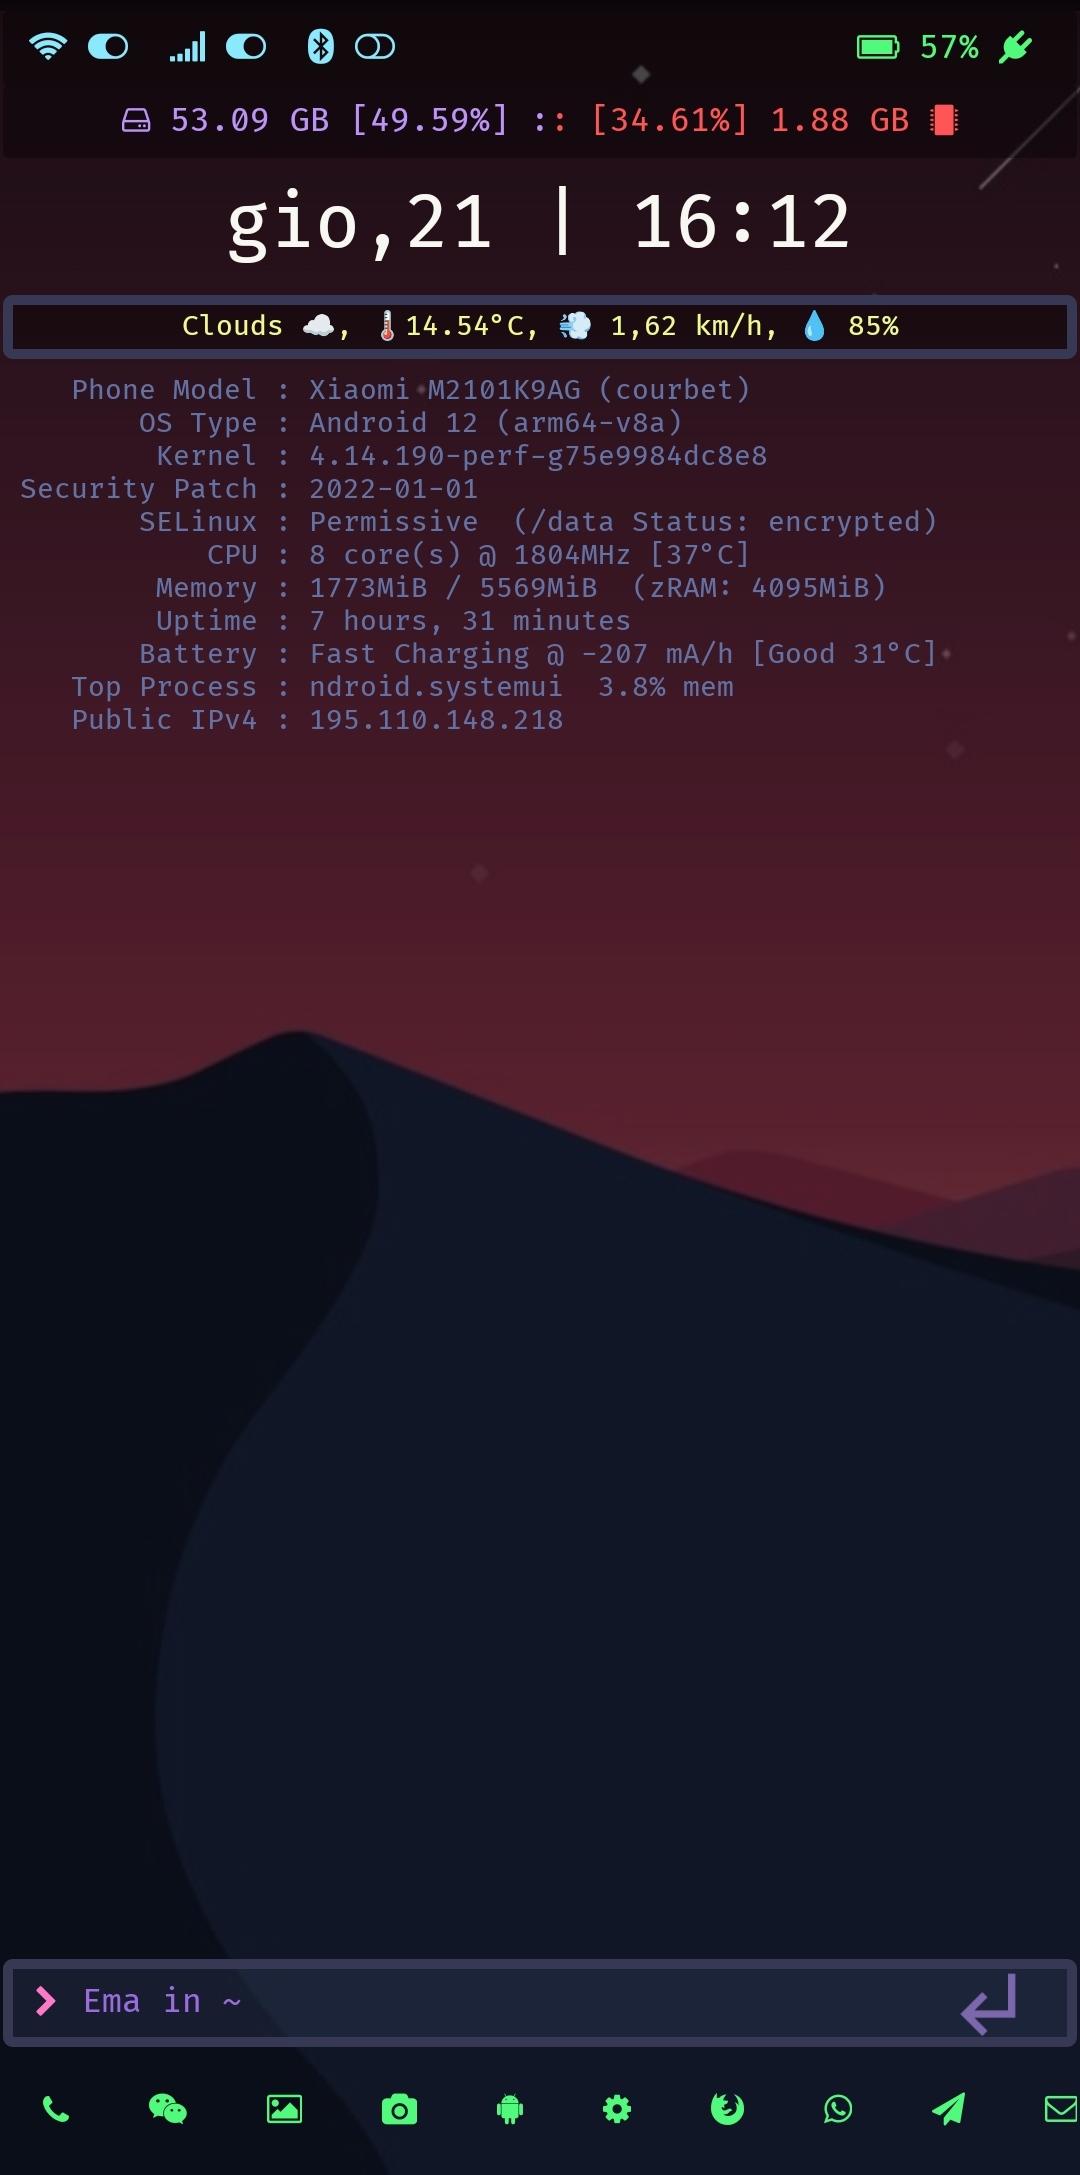 57%
53.09 GB [49.59%] :: [34.61%] 1.88 GB
gio,21 | 16:12
Clouds ☁️, 🌡️14.54°C, 💨 1,62 km/h, 💧 85%
Phone Model : Xiaomi M2101K9AG (courbet)
OS Type : Android 12 (arm64-v8a)
Kernel : 4.14.190-perf-g75e9984dc8e8
Security Patch : 2022-01-01
SELinux : Permissive (/data Status: encrypted)
CPU : 8 core(s) @ 1804MHz [37°C]
Memory : 1773MiB / 5569MiB (zRAM: 4095MiB)
Uptime : 7 hours, 31 minutes
Battery : Fast Charging @ -207 mA/h [Good 31°C]
Top Process : ndroid.systemui 3.8% mem
Public IPv4 : 195.110.148.218
Ema in ~